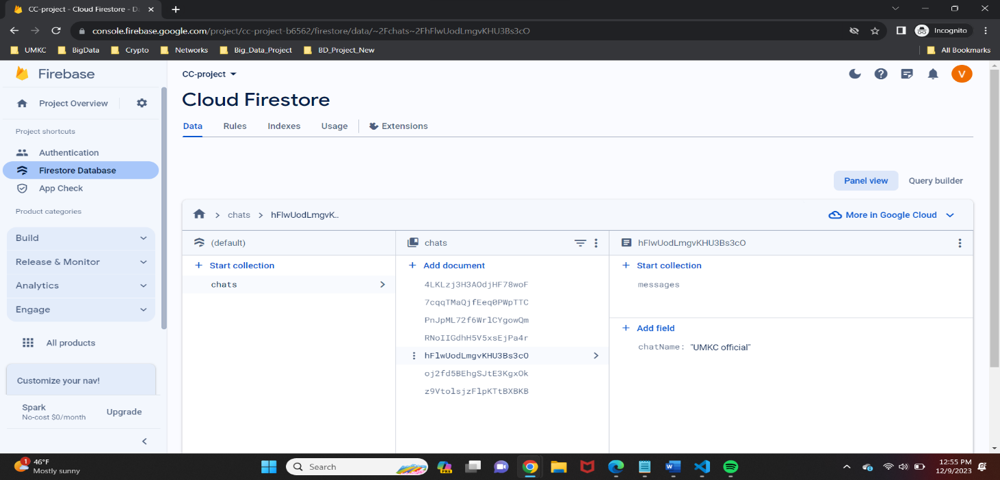 CC-project - Cloud Firestore - D
console.firebase.google.com/project/cc-project-b6562/firestore/data/~2Fchats~2FhFlwUodLmgvKHU3Bs3cO
Incognito
UMKC BigData Crypto Networks Big_Data_Project BD_Project_New All Bookmarks
Firebase
CC-project
V
Cloud Firestore
Project Overview
Project shortcuts
Data Rules Indexes Usage Extensions
Authentication
Firestore Database
App Check
Panel view Query builder
Product categories
chats hFlwUodLmgvK..
More in Google Cloud
Build
(default) chats hFlwUodLmgvKHU3Bs3cO
Release & Monitor
+ Start collection + Add document + Start collection
Analytics
chats 4LKLzj3H3AOdjHF78woF messages
7cqqTMaQjfEeq0PWpTTC
Engage
PnJpML72f6WrlCYgowQm
+ Add field
RNoIIGdhH5V5xsEjPa4r
All products
chatName: "UMKC official"
hFlwUodLmgvKHU3Bs3cO
oj2fd5BEhgSJtE3KgxOk
Customize your nav!
z9VtolsjzFlpKTtBXBKB
Spark
No-cost $0/month
Upgrade
1
46°F
Mostly sunny
Search
PRE
12:55 PM
12/9/2023